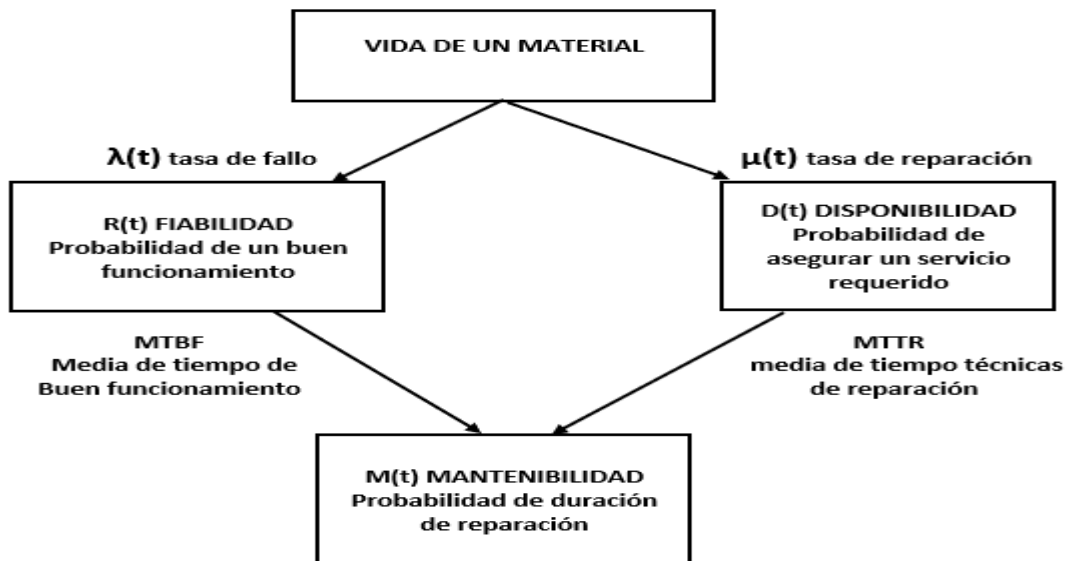 VIDA DE UN MATERIAL
λ(t) tasa de fallo
μ(t) tasa de reparación
R(t) FIABILIDAD
Probabilidad de un buen
funcionamiento
D(t) DISPONIBILIDAD
Probabilidad de
asegurar un servicio
requerido
MTBF
Media de tiempo de
Buen funcionamiento
MTTR
media de tiempo técnicas
de reparación
M(t) MANTENIBILIDAD
Probabilidad de duración
de reparación